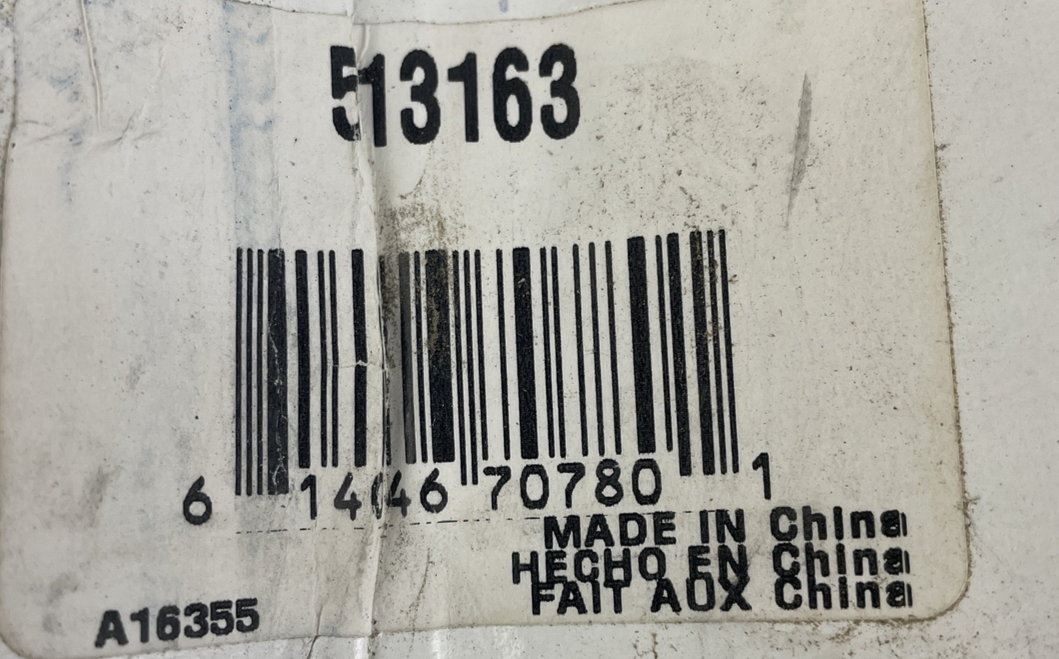 513163
6 14046 70780 1
MADE IN China
HECHO EN China
FAIT AUX China
A16355